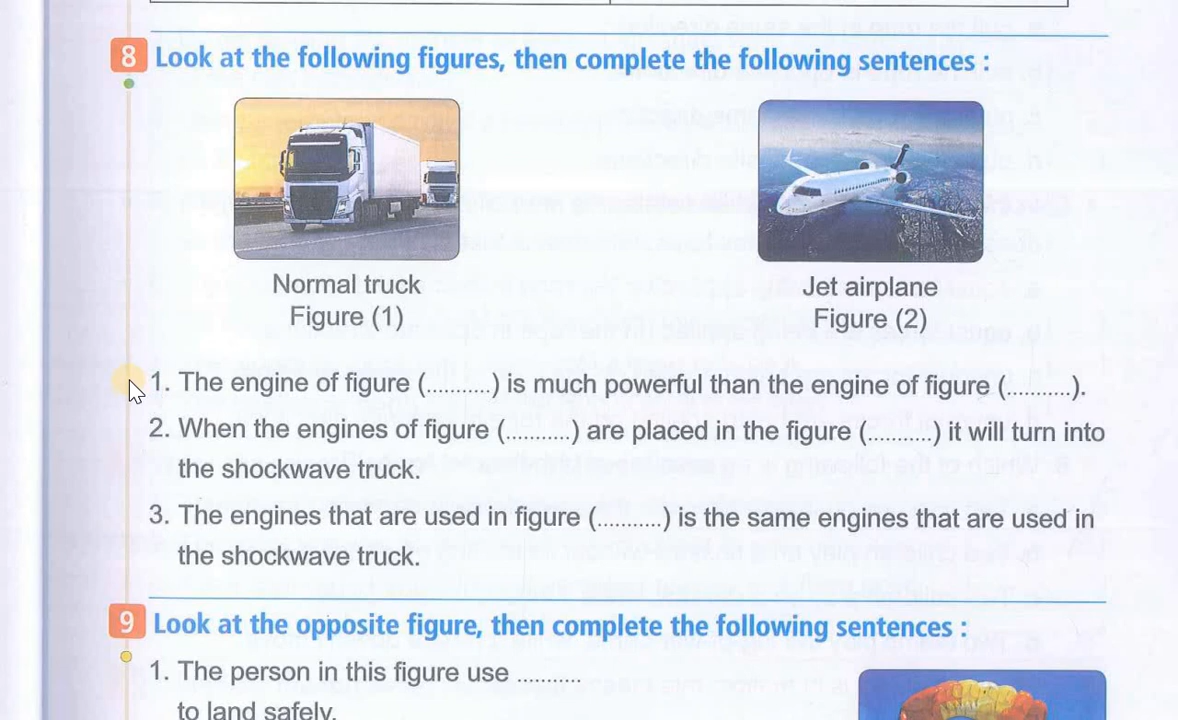 8 Look at the following figures, then complete the following sentences :
Normal truck
Figure (1)
Jet airplane
Figure (2)
1. The engine of figure (..........) is much powerful than the engine of figure (..........).
2. When the engines of figure (..........) are placed in the figure (..........) it will turn into
the shockwave truck.
3. The engines that are used in figure (..........) is the same engines that are used in
the shockwave truck.
9 Look at the opposite figure, then complete the following sentences :
1. The person in this figure use ..........
to land safely.